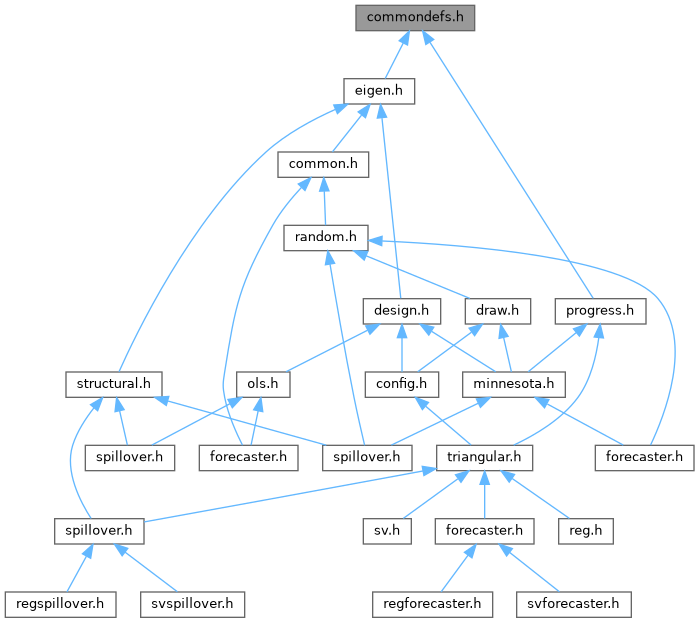 commondefs.h
eigen.h
common.h
random.h
design.h
draw.h
progress.h
structural.h
ols.h
config.h
minnesota.h
spillover.h
forecaster.h
spillover.h
triangular.h
forecaster.h
spillover.h
sv.h
forecaster.h
reg.h
regspillover.h
svspillover.h
regforecaster.h
svforecaster.h